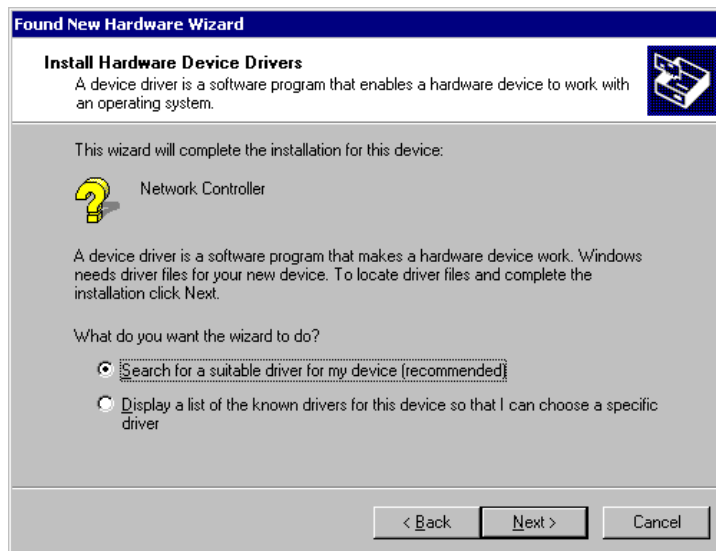 Found New Hardware Wizard
Install Hardware Device Drivers
A device driver is a software program that enables a hardware device to work with
an operating system.
This wizard will complete the installation for this device:
Network Controller
A device driver is a software program that makes a hardware device work. Windows
needs driver files for your new device. To locate driver files and complete the
installation click Next.
What do you want the wizard to do?
Search for a suitable driver for my device (recommended)
Display a list of the known drivers for this device so that I can choose a specific
driver
< Back Next > Cancel